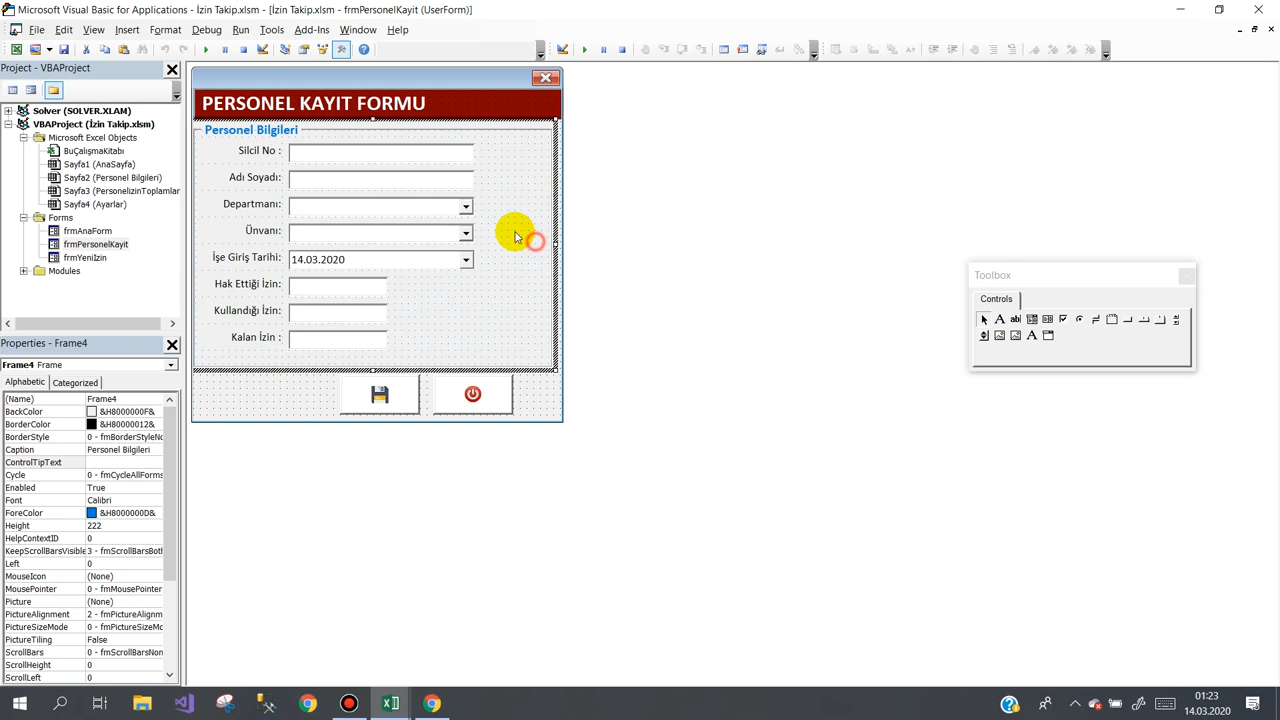 Microsoft Visual Basic for Applications - İzin Takip.xlsm - [İzin Takip.xlsm - frmPersonelKayit (UserForm)]
File Edit View Insert Format Debug Run Tools Add-Ins Window Help
Project - VBAProject
Solver (SOLVER.XLAM)
VBAProject (İzin Takip.xlsm)
Microsoft Excel Objects
BuÇalışmaKitabı
Sayfa1 (AnaSayfa)
Sayfa2 (Personel Bilgileri)
Sayfa3 (PersonelizinToplamlar
Sayfa4 (Ayarlar)
Forms
frmAnaForm
frmPersonelKayit
frmYeniIzin
Modules
Properties - Frame4
Frame4 Frame
Alphabetic Categorized
(Name) Frame4
BackColor &H8000000F&
BorderColor &H80000012&
BorderStyle 0 - fmBorderStyleNo
Caption Personel Bilgileri
ControlTipText
Cycle 0 - fmCycleAllForms
Enabled True
Font Calibri
ForeColor &H8000000D&
Height 222
HelpContextID 0
KeepScrollBarsVisible 3 - fmScrollBarsBoth
Left 0
MouseIcon (None)
MousePointer 0 - fmMousePointer
Picture (None)
PictureAlignment 2 - fmPictureAlignm
PictureSizeMode 0 - fmPictureSizeMo
PictureTiling False
ScrollBars 0 - fmScrollBarsNon
ScrollHeight 0
ScrollLeft 0
PERSONEL KAYIT FORMU
Personel Bilgileri
Silcil No :
Adı Soyadı:
Departmanı:
Ünvanı:
İşe Giriş Tarihi: 14.03.2020
Hak Ettiği İzin:
Kullandığı İzin:
Kalan İzin :
Toolbox
Controls
01:23
14.03.2020